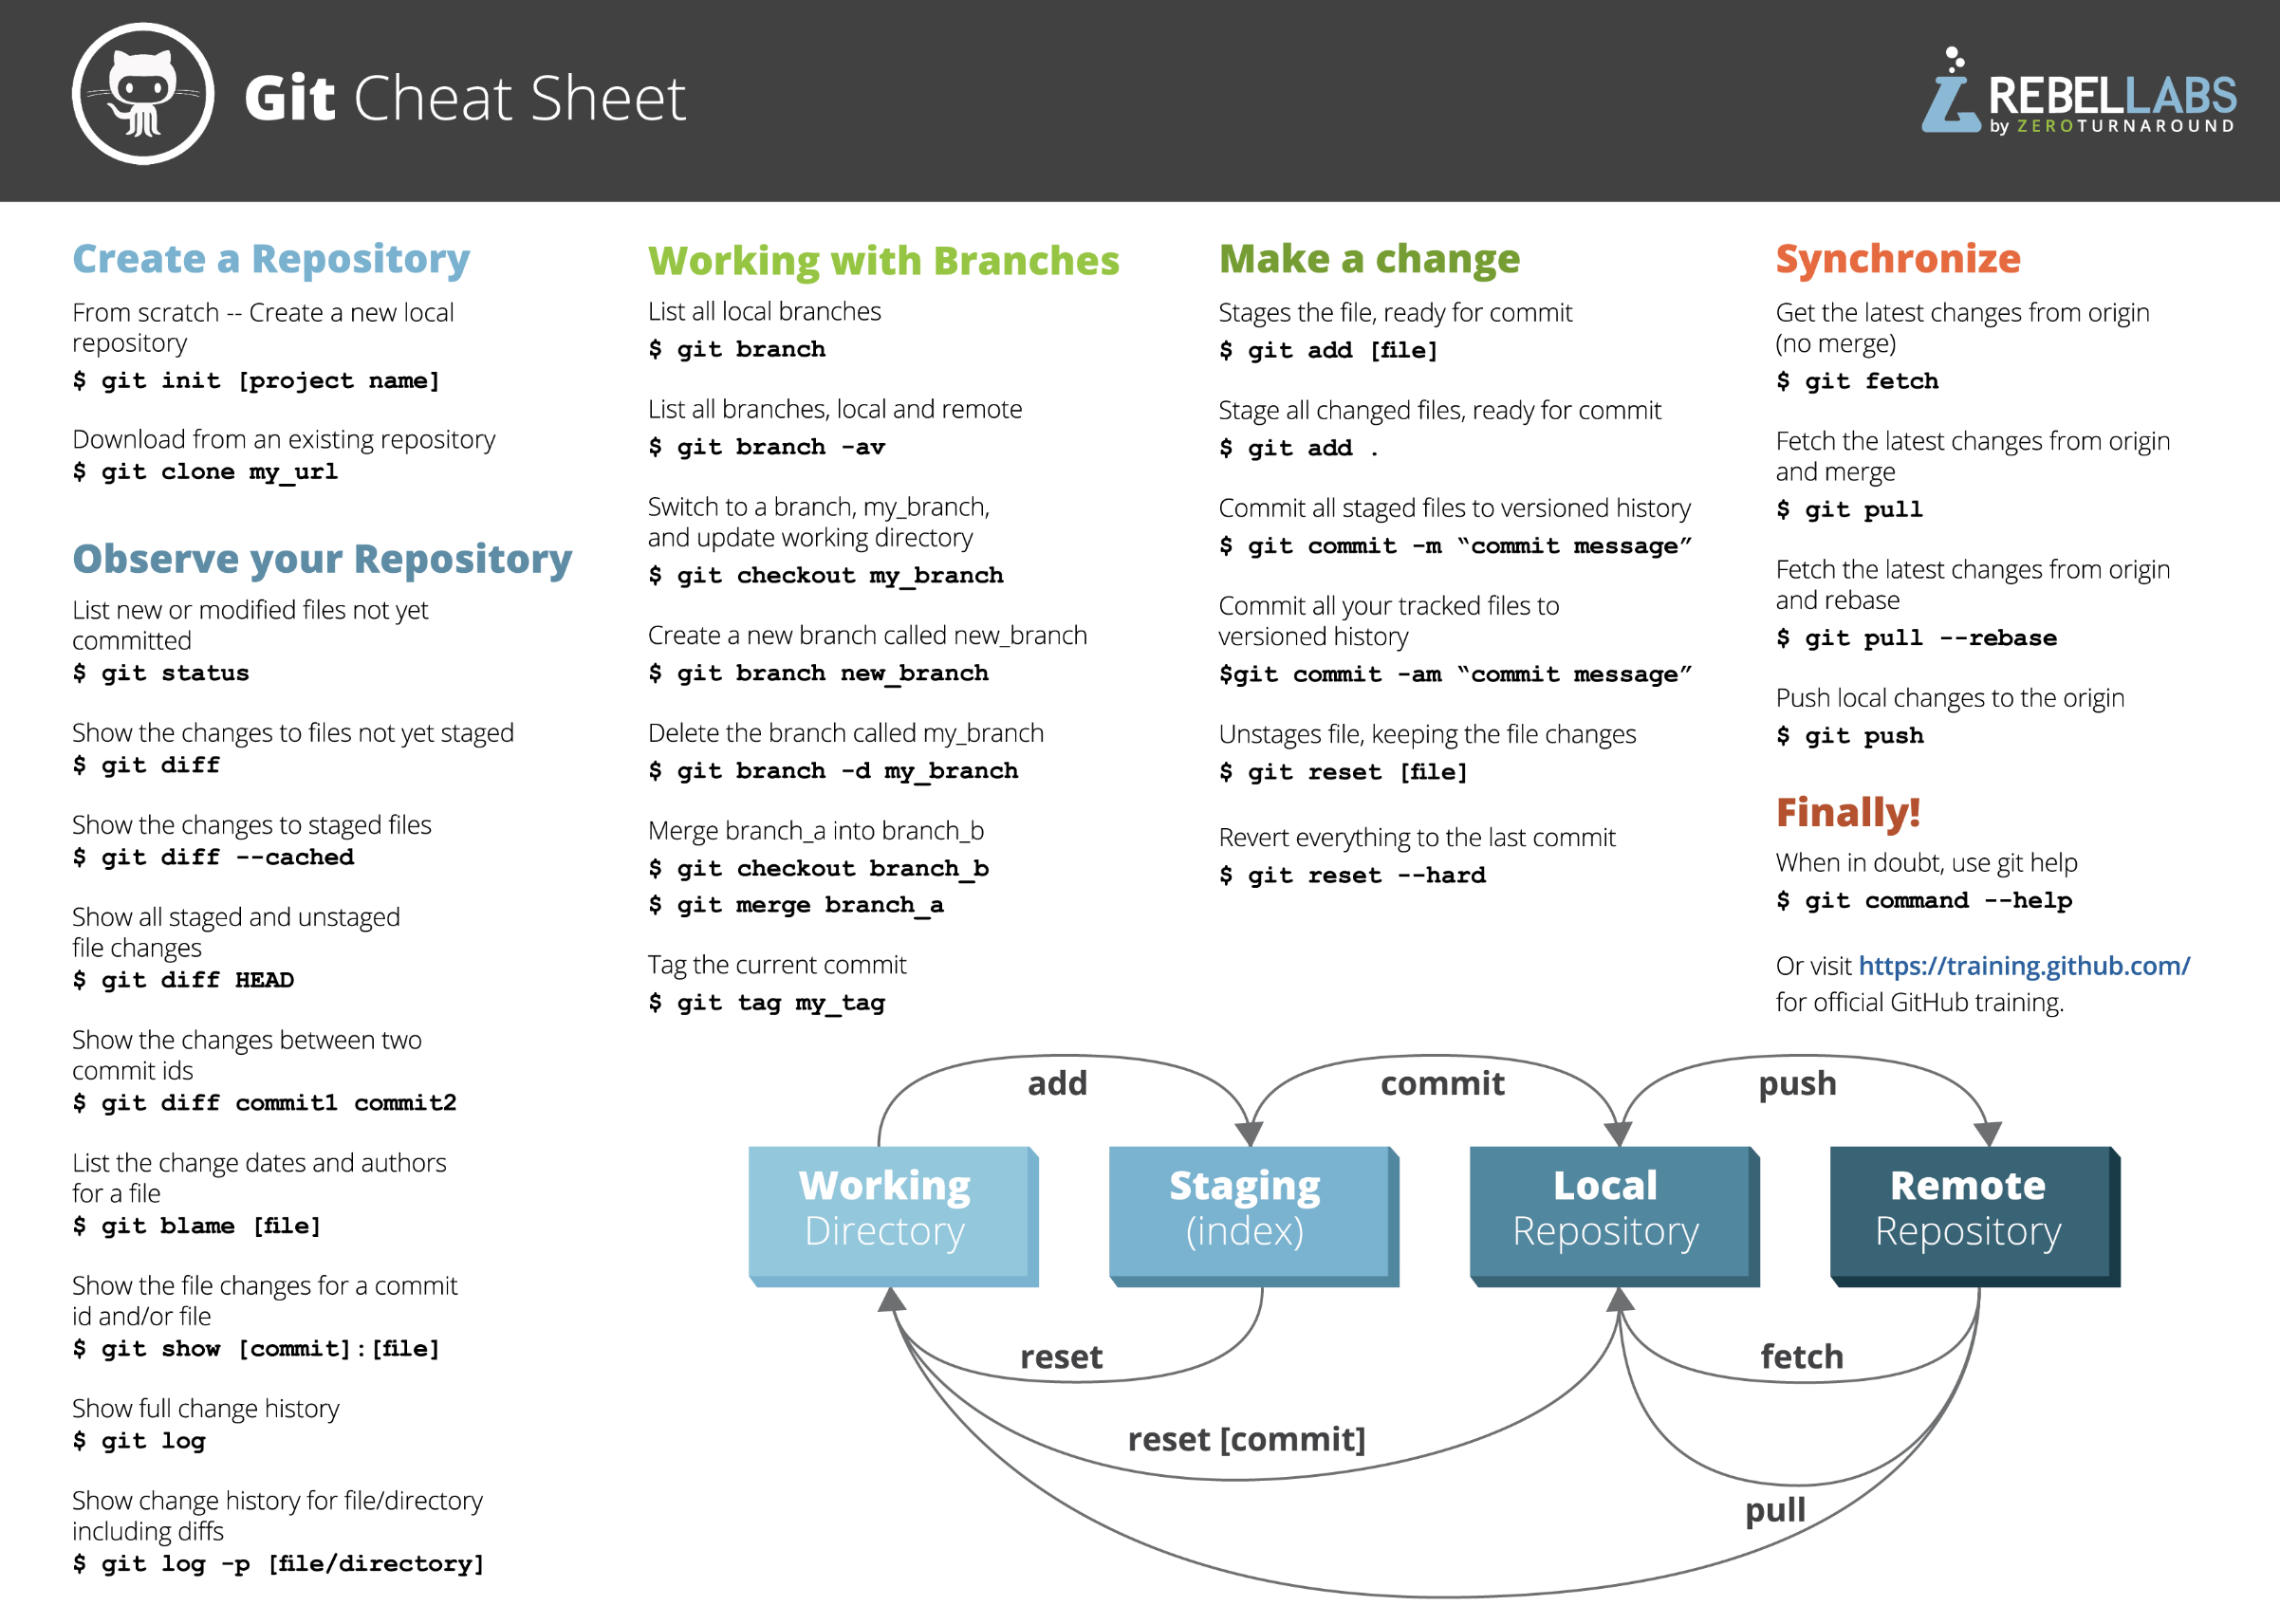 Git Cheat Sheet
REBELLABS
by ZEROTURNAROUND
Create a Repository
From scratch -- Create a new local
repository
$ git init [project name]
Download from an existing repository
$ git clone my_url
Observe your Repository
List new or modified files not yet
committed
$ git status
Show the changes to files not yet staged
$ git diff
Show the changes to staged files
$ git diff --cached
Show all staged and unstaged
file changes
$ git diff HEAD
Show the changes between two
commit ids
$ git diff commit1 commit2
List the change dates and authors
for a file
$ git blame [file]
Show the file changes for a commit
id and/or file
$ git show [commit]:[file]
Show full change history
$ git log
Show change history for file/directory
including diffs
$ git log -p [file/directory]
Working with Branches
List all local branches
$ git branch
List all branches, local and remote
$ git branch -av
Switch to a branch, my_branch,
and update working directory
$ git checkout my_branch
Create a new branch called new_branch
$ git branch new_branch
Delete the branch called my_branch
$ git branch -d my_branch
Merge branch_a into branch_b
$ git checkout branch_b
$ git merge branch_a
Tag the current commit
$ git tag my_tag
Make a change
Stages the file, ready for commit
$ git add [file]
Stage all changed files, ready for commit
$ git add .
Commit all staged files to versioned history
$ git commit -m “commit message”
Commit all your tracked files to
versioned history
$git commit -am “commit message”
Unstages file, keeping the file changes
$ git reset [file]
Revert everything to the last commit
$ git reset --hard
Synchronize
Get the latest changes from origin
(no merge)
$ git fetch
Fetch the latest changes from origin
and merge
$ git pull
Fetch the latest changes from origin
and rebase
$ git pull --rebase
Push local changes to the origin
$ git push
Finally!
When in doubt, use git help
$ git command --help
Or visit https://training.github.com/
for official GitHub training.
add
commit
push
Working
Directory
Staging
(index)
Local
Repository
Remote
Repository
reset
fetch
reset [commit]
pull